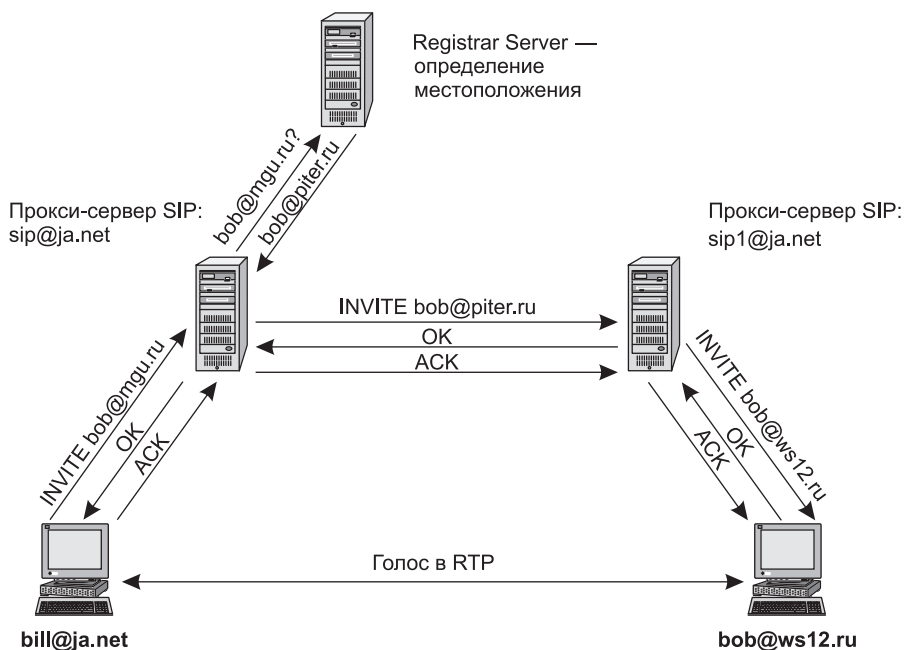 Registrar Server —
определение
местоположения
bob@mgu.ru?
bob@piter.ru
Прокси-сервер SIP:
sip@ja.net
Прокси-сервер SIP:
sip1@ja.net
INVITE bob@piter.ru
OK
ACK
INVITE bob@mgu.ru
OK
ACK
INVITE bob@ws12.ru
OK
ACK
Голос в RTP
bill@ja.net
bob@ws12.ru